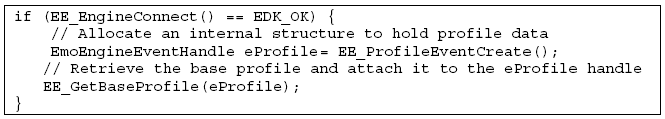 if (EE_EngineConnect() == EDK_OK) {
// Allocate an internal structure to hold profile data
EmoEngineEventHandle eProfile= EE_ProfileEventCreate();
// Retrieve the base profile and attach it to the eProfile handle
EE_GetBaseProfile(eProfile);
}